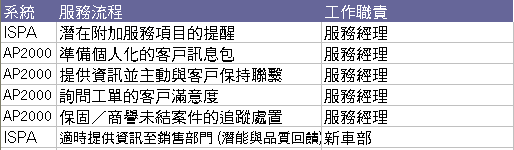 系統 服務流程 工作職責
ISPA 潛在附加服務項目的提醒 服務經理
AP2000 準備個人化的客戶訊息包 服務經理
AP2000 提供資訊並主動與客戶保持聯繫 服務經理
AP2000 詢問工單的客戶滿意度 服務經理
AP2000 保固／商譽未結案件的追蹤處置 服務經理
ISPA 適時提供資訊至銷售部門 (潛能與品質回饋) 新車部